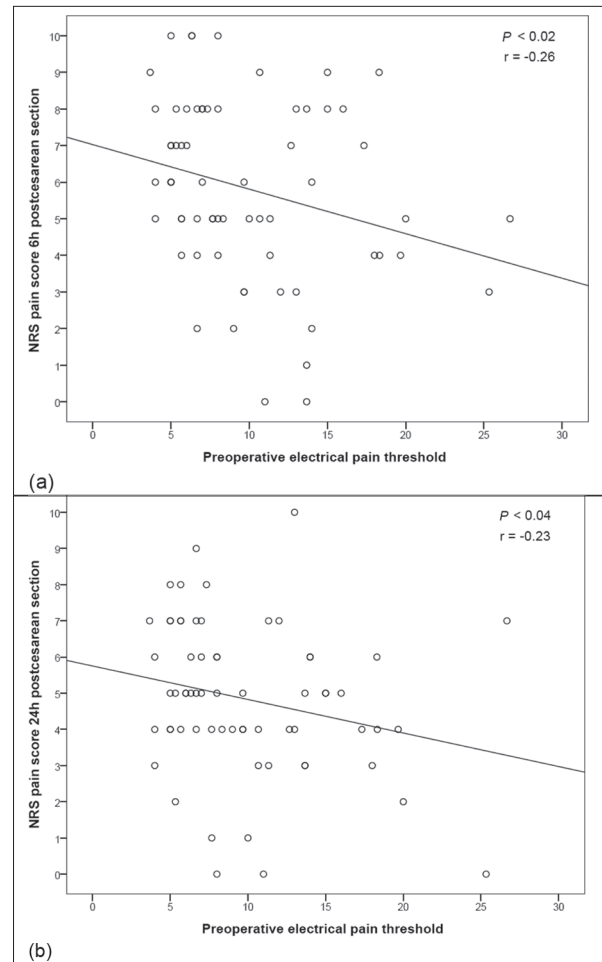 P < 0.02
r = -0.26
NRS pain score 6h postcesarean section
10
9
8
7
6
5
4
3
2
1
0
0 5 10 15 20 25 30
Preoperative electrical pain threshold
(a)
P < 0.04
r = -0.23
NRS pain score 24h postcesarean section
10
9
8
7
6
5
4
3
2
1
0
0 5 10 15 20 25 30
Preoperative electrical pain threshold
(b)